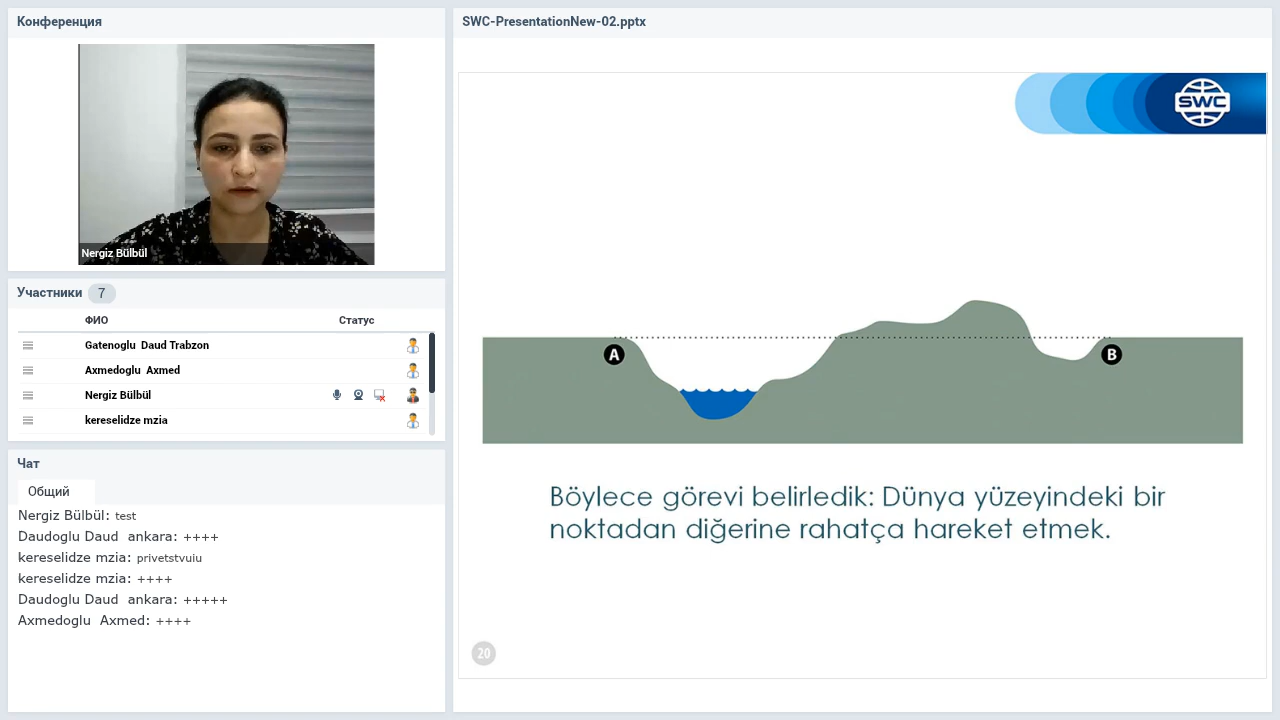 Конференция
Nergiz Bülbül
Участники 7
ФИО Статус
Gatenoglu Daud Trabzon
Axmedoglu Axmed
Nergiz Bülbül
kereselidze mzia
Чат
Общий
Nergiz Bülbül: test
Daudoglu Daud ankara: ++++
kereselidze mzia: privetstvuiu
kereselidze mzia: ++++
Daudoglu Daud ankara: +++++
Axmedoglu Axmed: ++++
SWC-PresentationNew-02.pptx
SWC
A B
Böylece görevi belirledik: Dünya yüzeyindeki bir
noktadan diğerine rahatça hareket etmek.
20